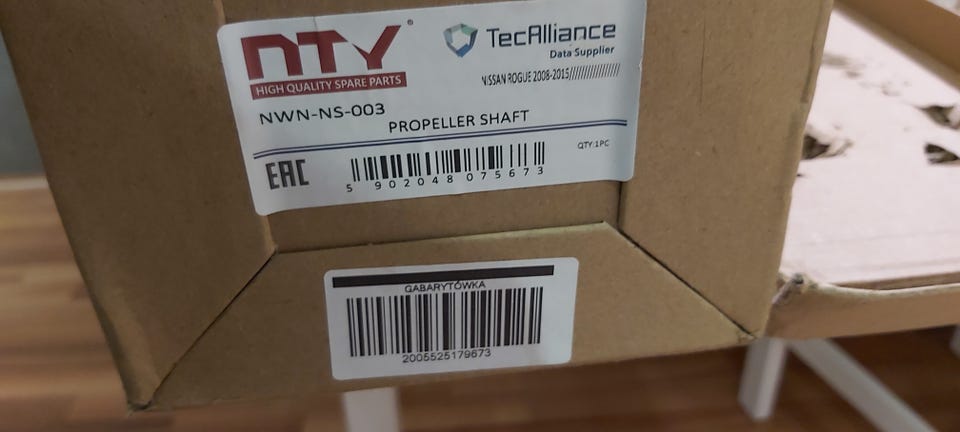 NTY®
HIGH QUALITY SPARE PARTS
TecAlliance
Data Supplier
NISSAN ROGUE 2008-2015/////////////////
NWN-NS-003
PROPELLER SHAFT
QTY:1PC
EAC
5 902048 075673
GABARYTÓWKA
2005525179673